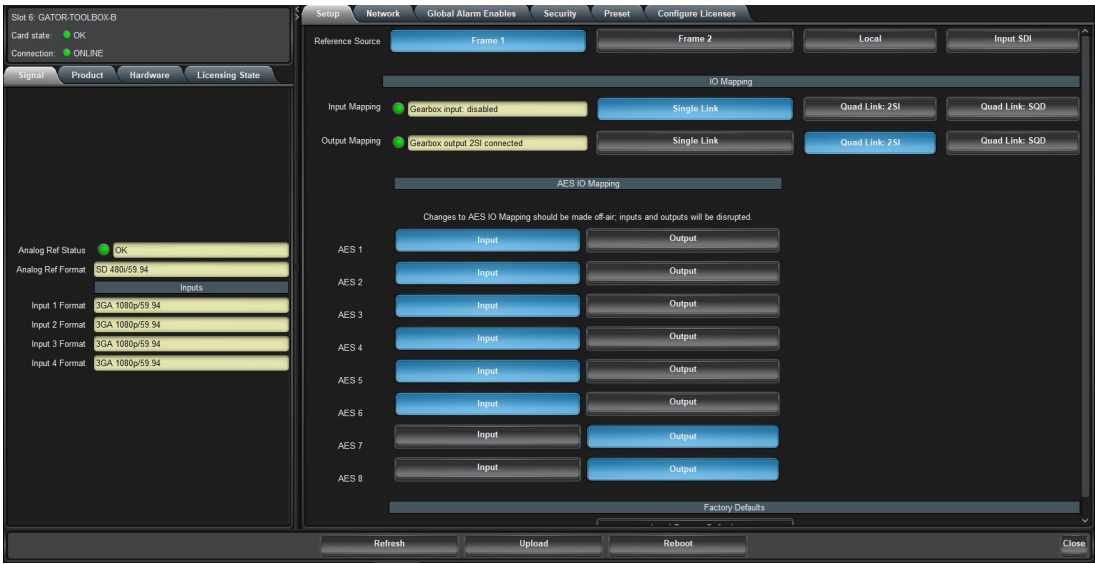 Slot 6: GATOR-TOOLBOX-B
Card state: OK
Connection: ONLINE
Signal Product Hardware Licensing State
Analog Ref Status OK
Analog Ref Format SD 480i/59.94
Inputs
Input 1 Format 3GA 1080p/59.94
Input 2 Format 3GA 1080p/59.94
Input 3 Format 3GA 1080p/59.94
Input 4 Format 3GA 1080p/59.94
Setup Network Global Alarm Enables Security Preset Configure Licenses
Reference Source Frame 1 Frame 2 Local Input SDI
IO Mapping
Input Mapping Gearbox input: disabled Single Link Quad Link: 2SI Quad Link: SQD
Output Mapping Gearbox output 2SI connected Single Link Quad Link: 2SI Quad Link: SQD
AES IO Mapping
Changes to AES IO Mapping should be made off-air; inputs and outputs will be disrupted.
AES 1 Input Output
AES 2 Input Output
AES 3 Input Output
AES 4 Input Output
AES 5 Input Output
AES 6 Input Output
AES 7 Input Output
AES 8 Input Output
Factory Defaults
Refresh Upload Reboot Close